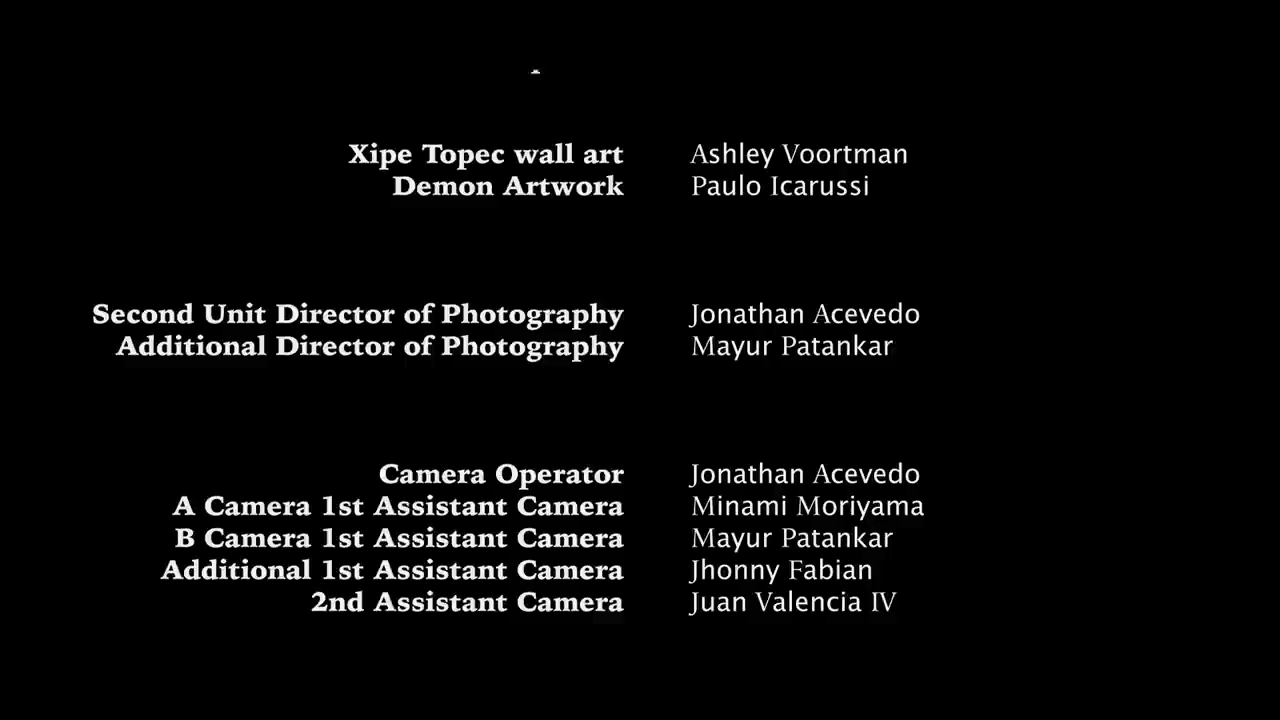 Xipe Topec wall art Ashley Voortman
Demon Artwork Paulo Icarussi
Second Unit Director of Photography Jonathan Acevedo
Additional Director of Photography Mayur Patankar
Camera Operator Jonathan Acevedo
A Camera 1st Assistant Camera Minami Moriyama
B Camera 1st Assistant Camera Mayur Patankar
Additional 1st Assistant Camera Jhonny Fabian
2nd Assistant Camera Juan Valencia IV